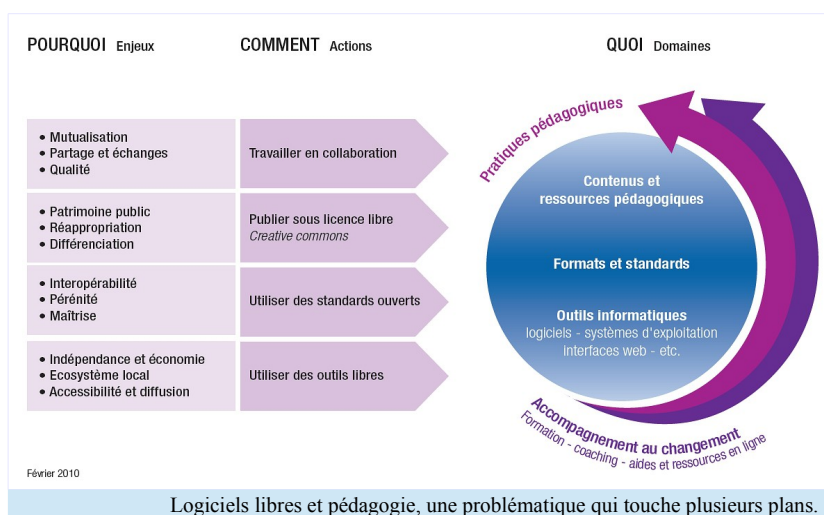 POURQUOI Enjeux
COMMENT Actions
QUOI Domaines
• Mutualisation
• Partage et échanges
• Qualité
Travailler en collaboration
• Patrimoine public
• Réappropriation
• Différenciation
Publier sous licence libre
Creative commons
• Interopérabilité
• Pérénité
• Maîtrise
Utiliser des standards ouverts
• Indépendance et économie
• Ecosystème local
• Accessibilité et diffusion
Utiliser des outils libres
Pratiques pédagogiques
Contenus et
ressources pédagogiques
Formats et standards
Outils informatiques
logiciels - systèmes d'exploitation
interfaces web - etc.
Accompagnement au changement
Formation - coaching - aides et ressources en ligne
Février 2010
Logiciels libres et pédagogie, une problématique qui touche plusieurs plans.